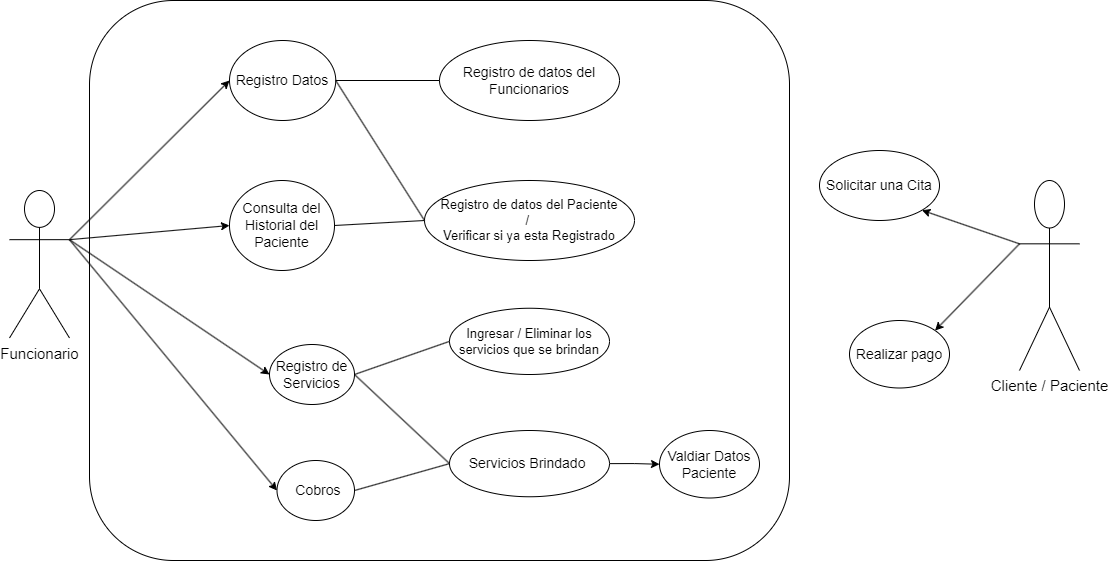 Registro Datos
Registro de datos del
Funcionarios
Consulta del
Historial del
Paciente
Registro de datos del Paciente
/
Verificar si ya esta Registrado
Solicitar una Cita
Funcionario
Ingresar / Eliminar los
servicios que se brindan
Registro de
Servicios
Realizar pago
Cliente / Paciente
Servicios Brindado
Valdiar Datos
Paciente
Cobros